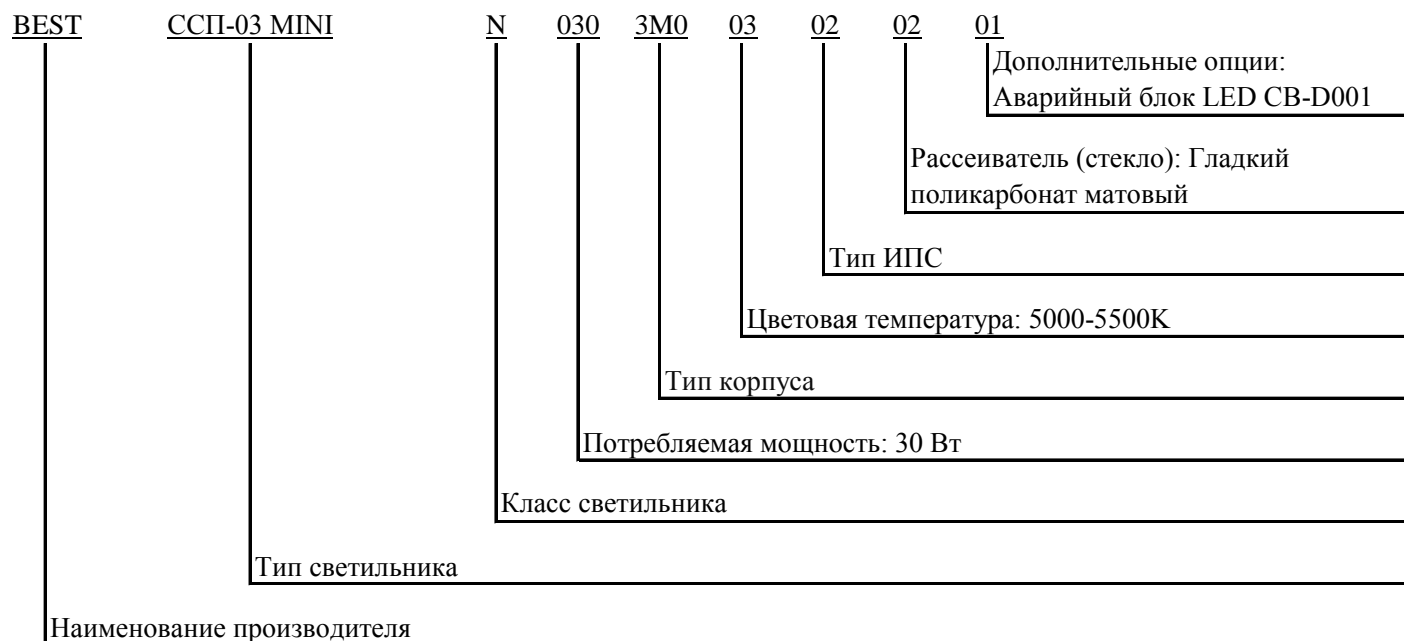 BEST ССП-03 MINI N 030 3М0 03 02 02 01
Дополнительные опции:
Аварийный блок LED CB-D001
Рассеиватель (стекло): Гладкий
поликарбонат матовый
Тип ИПС
Цветовая температура: 5000-5500К
Тип корпуса
Потребляемая мощность: 30 Вт
Класс светильника
Тип светильника
Наименование производителя